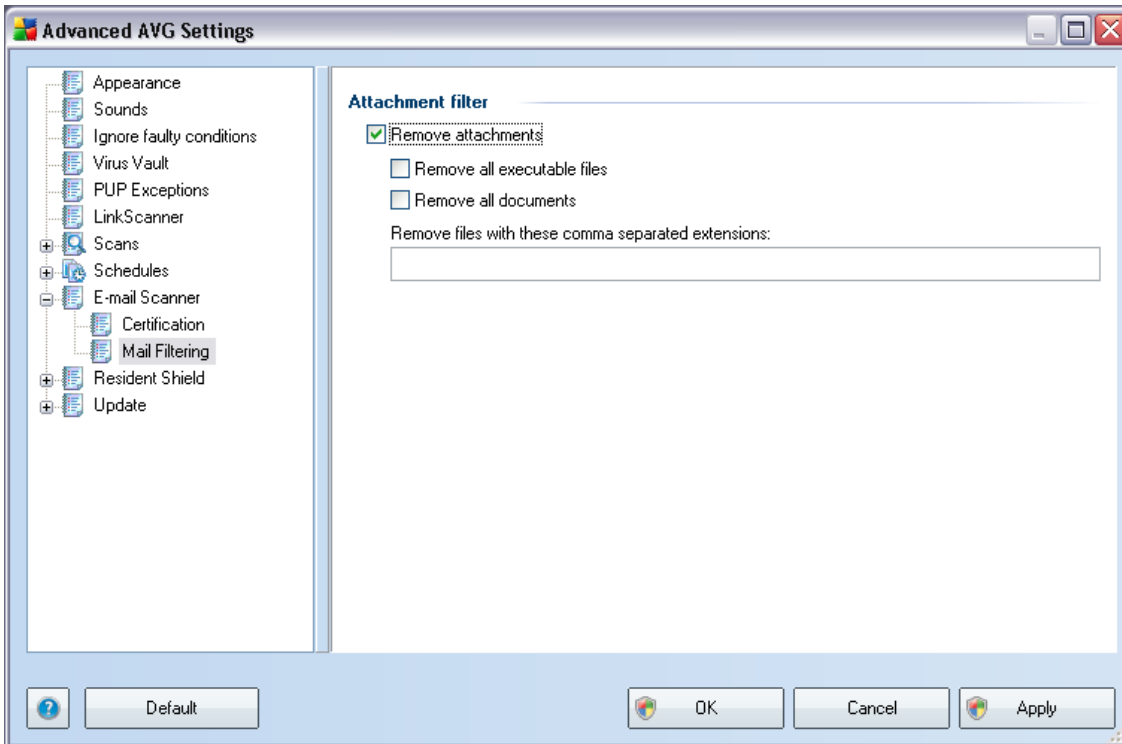 Advanced AVG Settings
Appearance
Sounds
Ignore faulty conditions
Virus Vault
PUP Exceptions
LinkScanner
Scans
Schedules
E-mail Scanner
Certification
Mail Filtering
Resident Shield
Update
Attachment filter
Remove attachments
Remove all executable files
Remove all documents
Remove files with these comma separated extensions:
Default
OK
Cancel
Apply